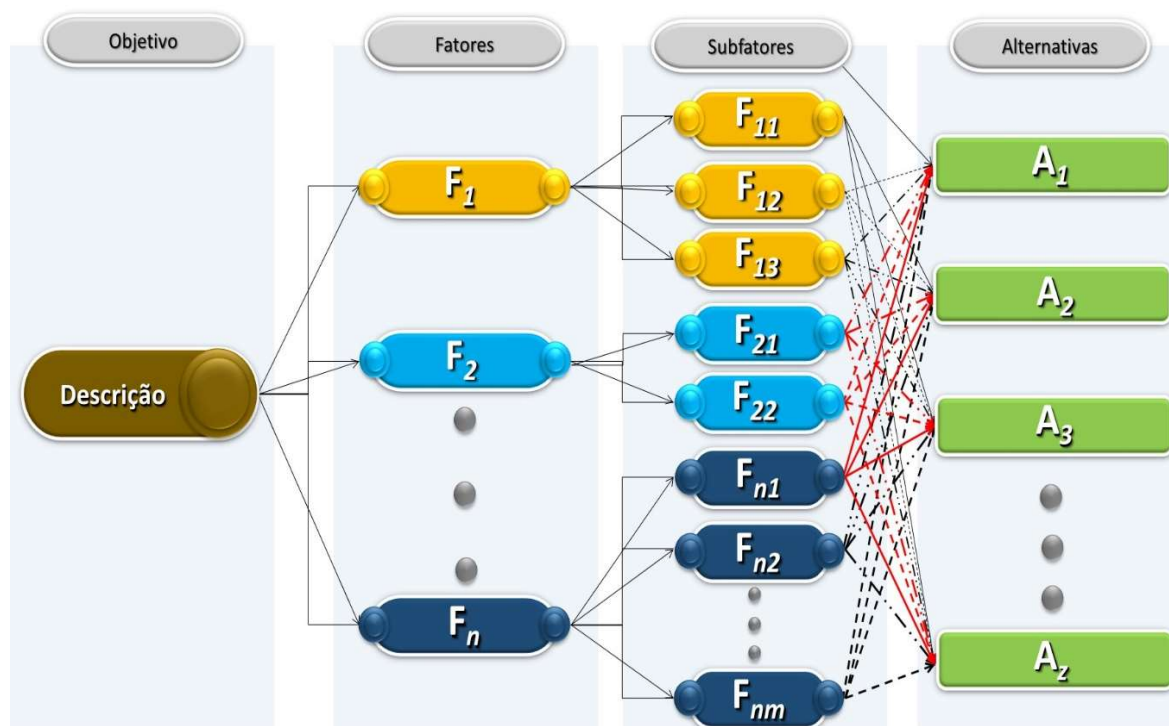 Objetivo
Fatores
Subfatores
Alternativas
Descrição
F1
F2
Fn
F11
F12
F13
F21
F22
Fn1
Fn2
Fnm
A1
A2
A3
Az